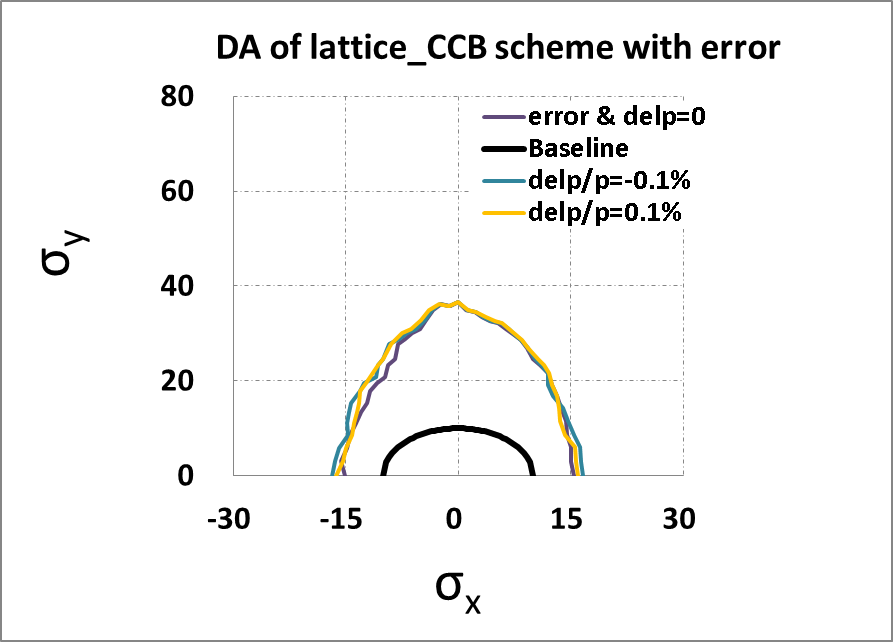 DA of lattice_CCB scheme with error
80
60
40
20
0
error & delp=0
Baseline
delp/p=-0.1%
delp/p=0.1%
σy
-30
-15
0
15
30
σx